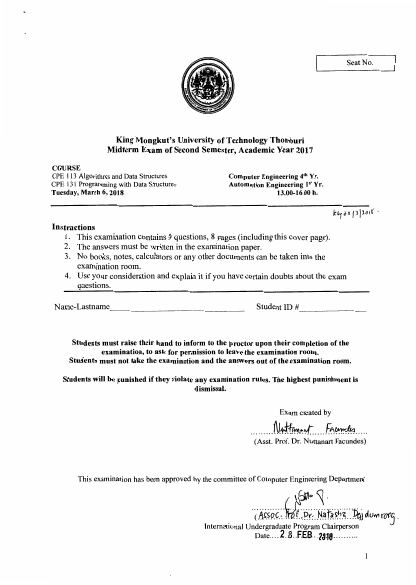 Seat No.
King Mongkut's University of Technology Thonburi
Midterm Exam of Second Semester, Academic Year 2017
COURSE
CPE 113 Algorithms and Data Structures
Computer Engineering 4th Yr.
CPE 131 Programming with Data Structures
Automation Engineering 1st Yr.
Tuesday, March 6, 2018
13.00-16.00 h.
Instructions
1. This examination contains 9 questions, 8 pages (including this cover page).
2. The answers must be written in the examination paper.
3. No books, notes, calculators or any other documents can be taken into the
examination room.
4. Use your consideration and explain it if you have certain doubts about the exam
questions.
Name-Lastname
Student ID #
Students must raise their hand to inform to the proctor upon their completion of the
examination, to ask for permission to leave the examination room.
Students must not take the examination and the answers out of the examination room.
Students will be punished if they violate any examination rules. The highest punishment is
dismissal.
Exam created by
Nuttanart Facundes
(Asst. Prof. Dr. Nuttanart Facundes)
This examination has been approved by the committee of Computer Engineering Department
(Assoc. Prof. Dr. Natasha
International Undergraduate Program Chairperson
Date....28 FEB 2018..........
1